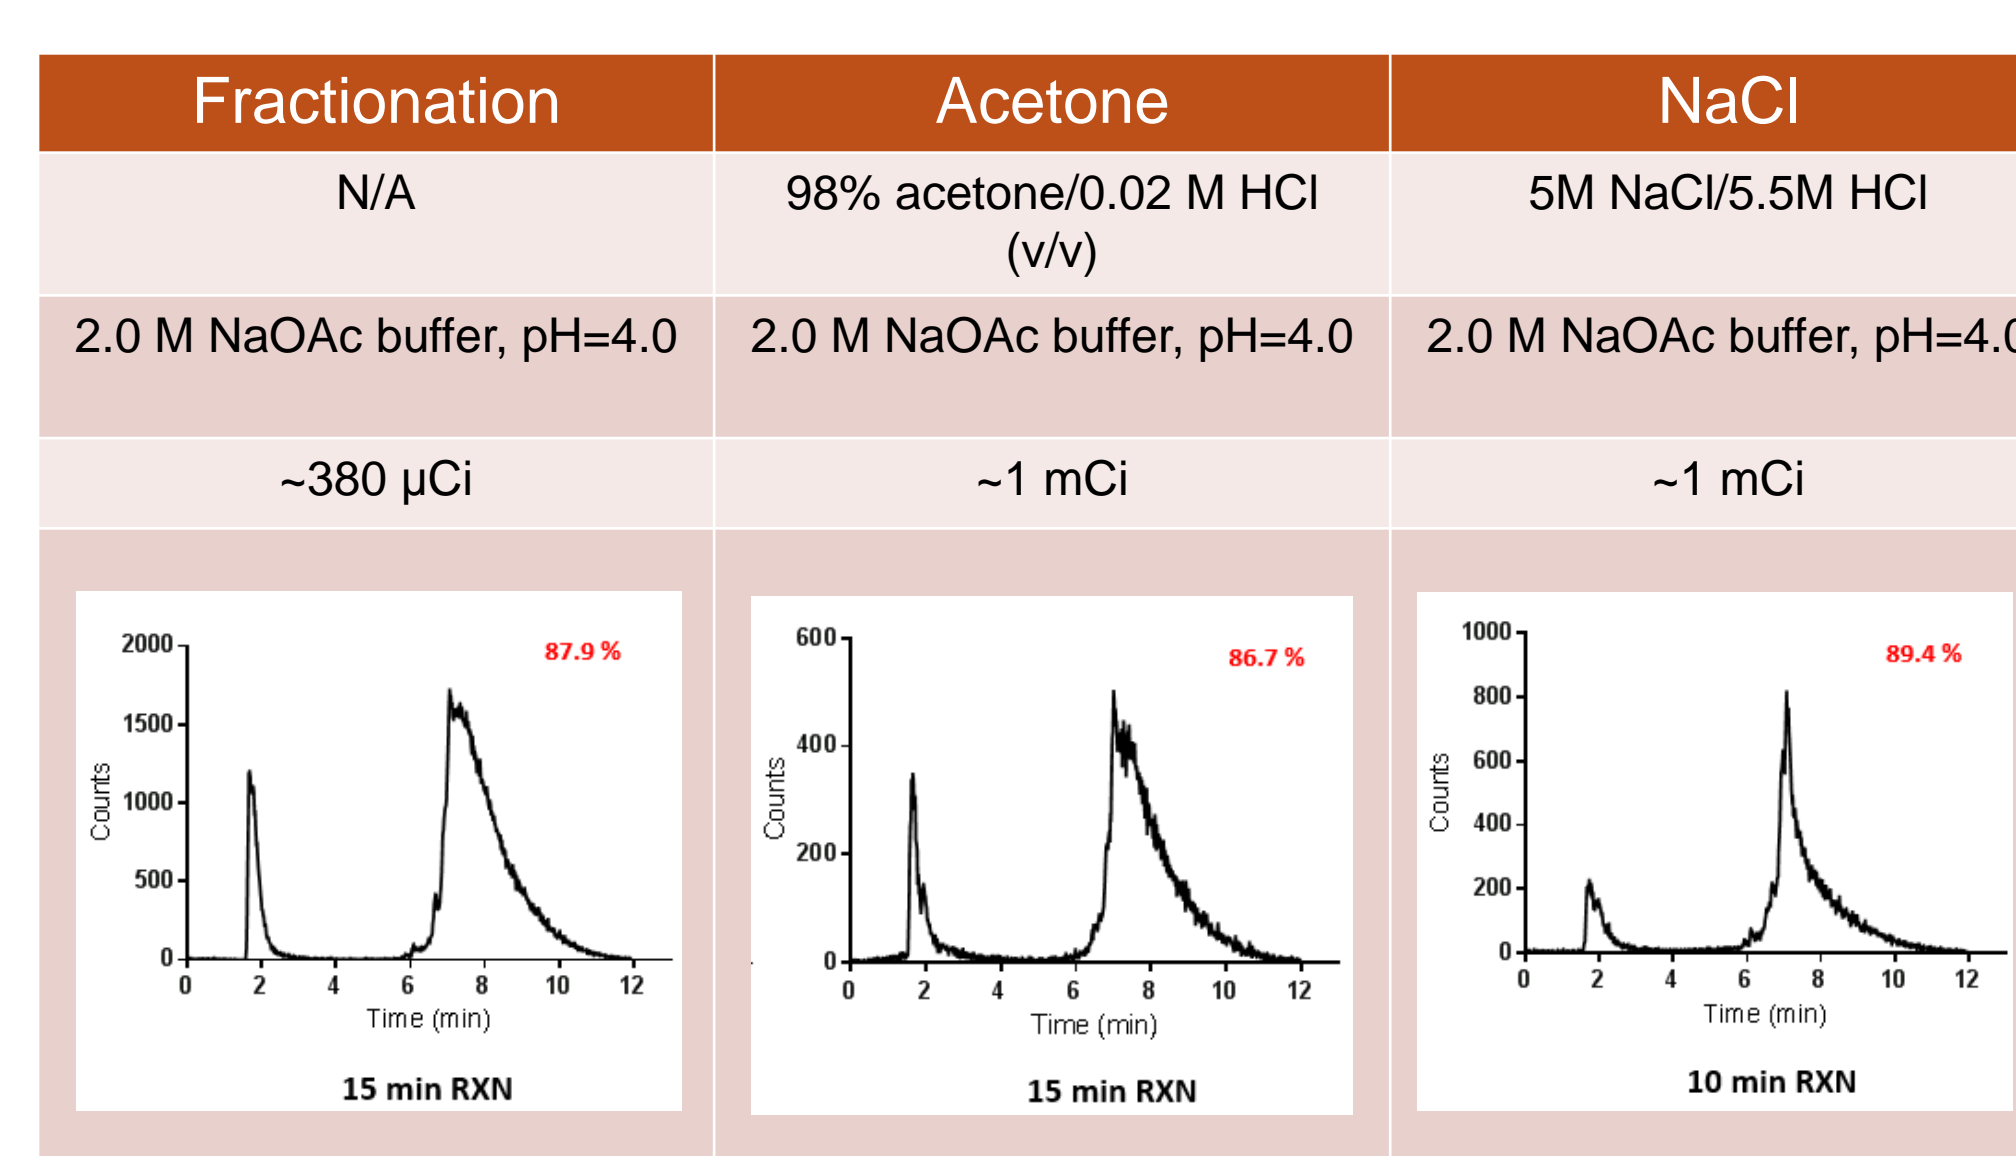 Fractionation
Acetone
NaCl
N/A
98% acetone/0.02 M HCl
(v/v)
5M NaCl/5.5M HCl
2.0 M NaOAc buffer, pH=4.0
2.0 M NaOAc buffer, pH=4.0
2.0 M NaOAc buffer, pH=4.0
~380 µCi
~1 mCi
~1 mCi
87.9 %
2000
1500
1000
500
0
Counts
0 2 4 6 8 10 12
Time (min)
15 min RXN
86.7 %
600
400
200
0
Counts
0 2 4 6 8 10 12
Time (min)
15 min RXN
89.4 %
1000
800
600
400
200
0
Counts
0 2 4 6 8 10 12
Time (min)
10 min RXN